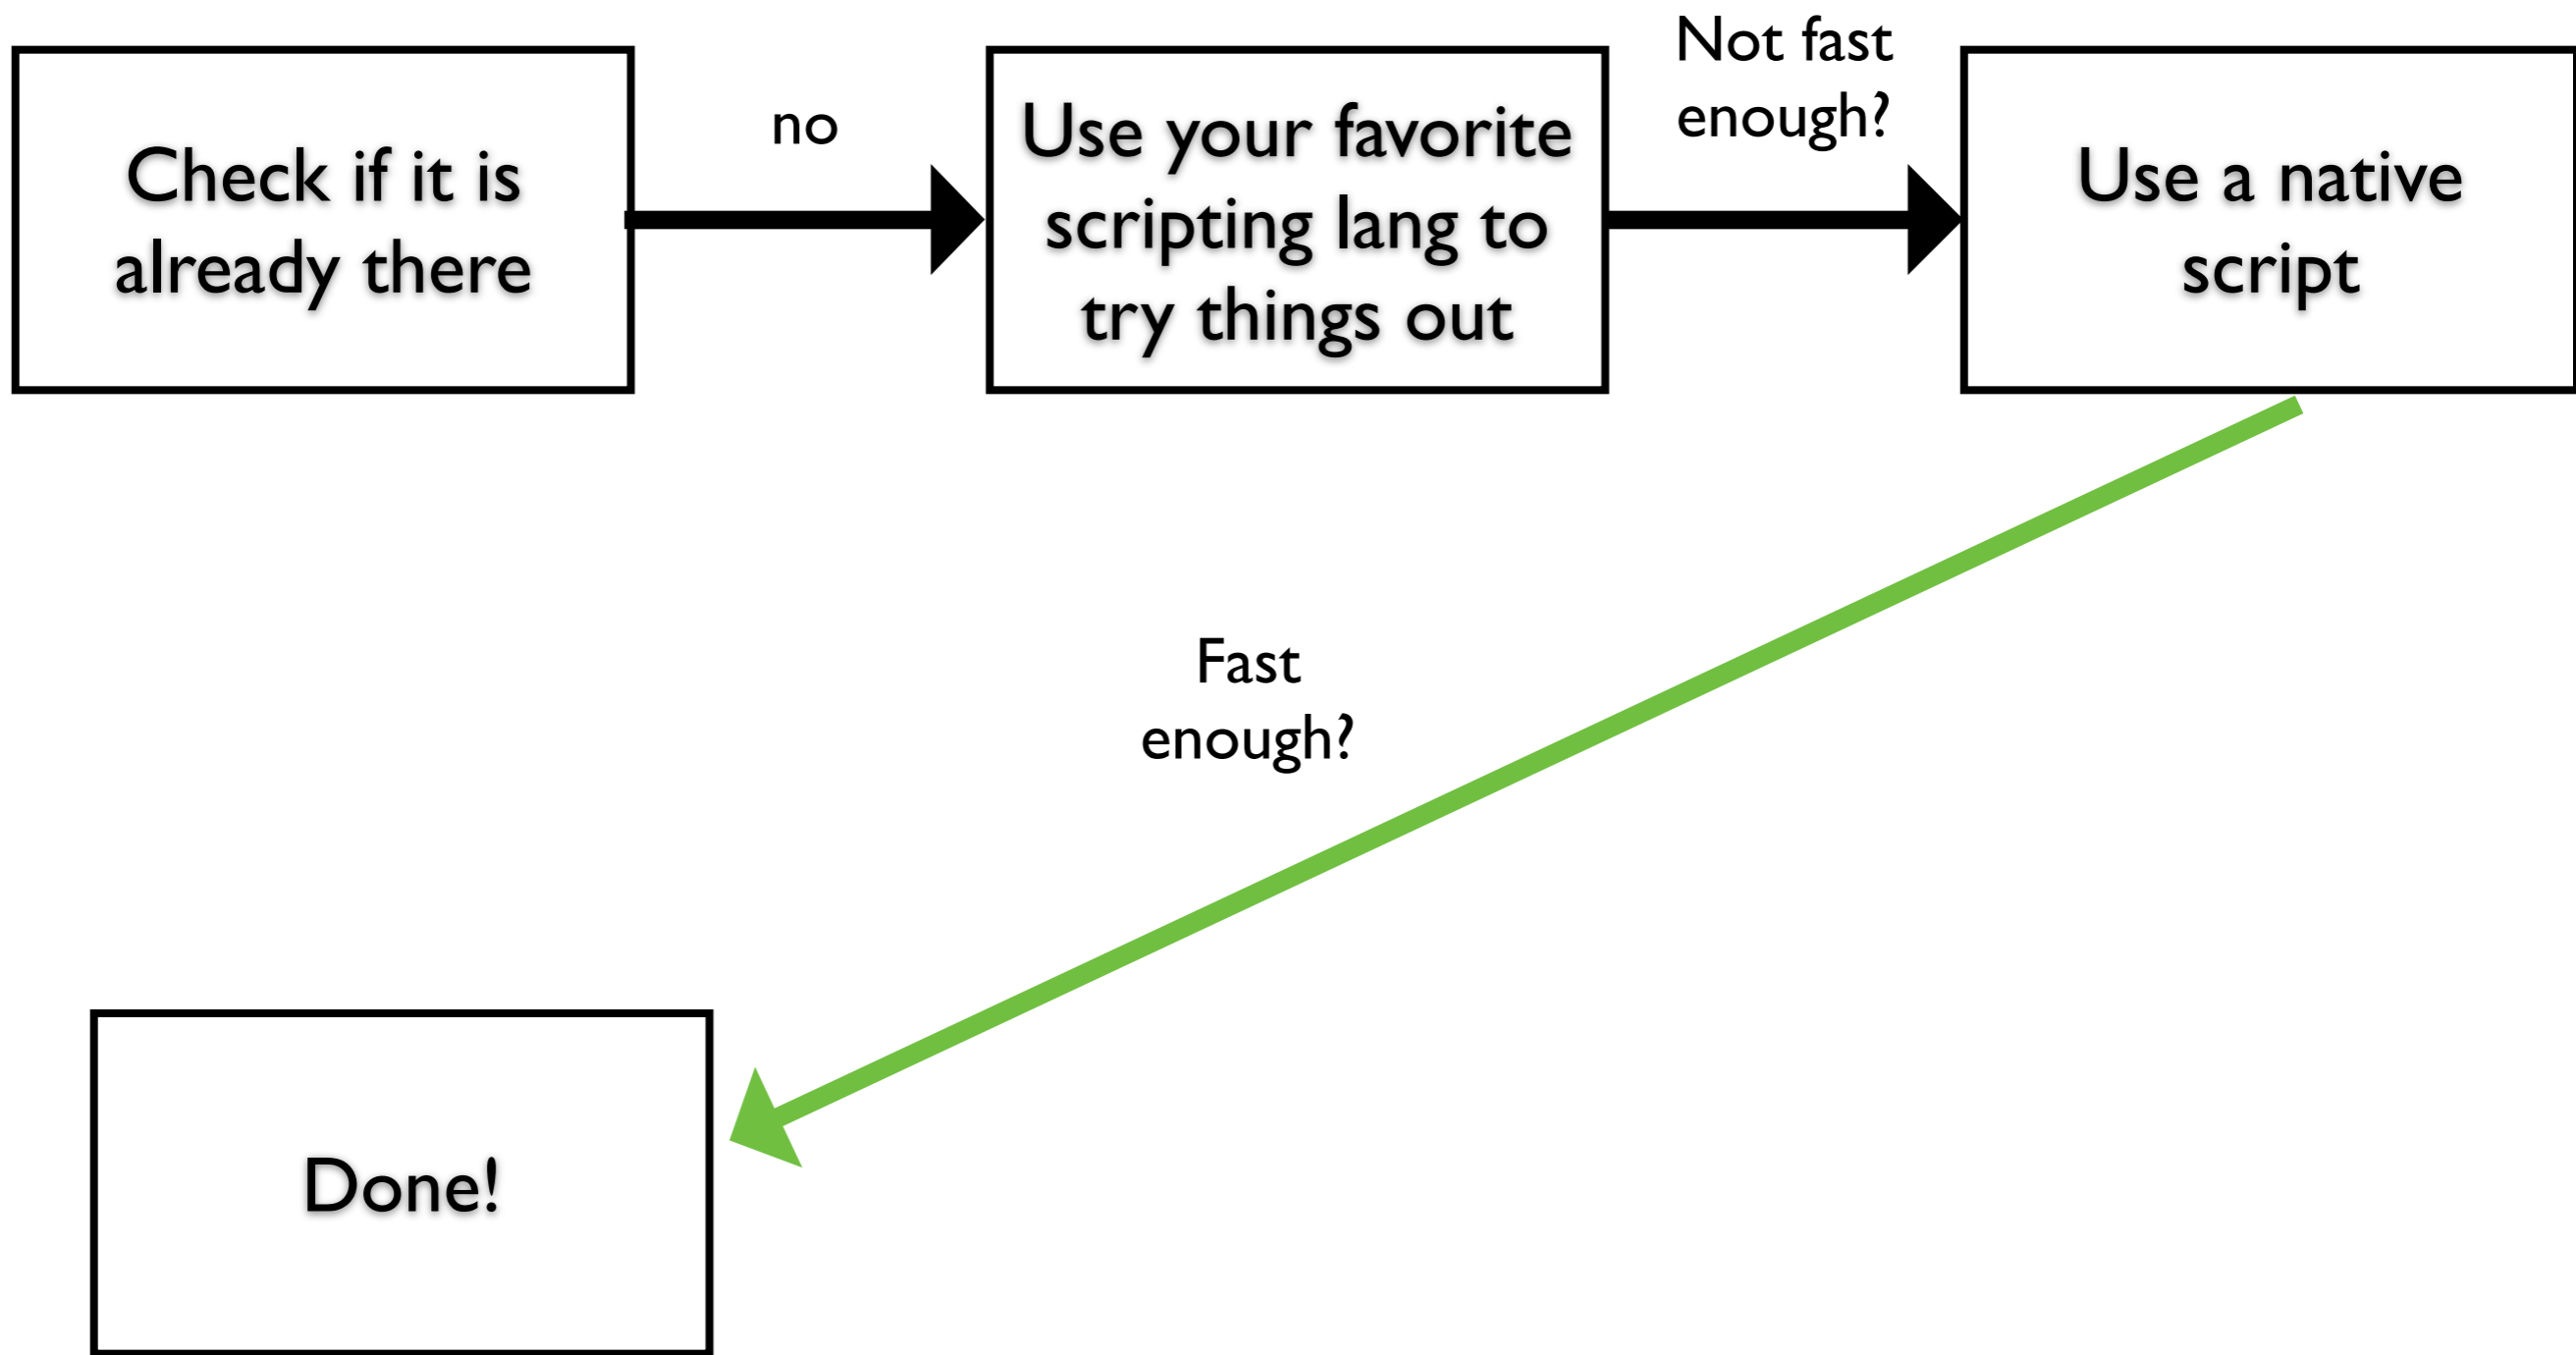 Check if it is
already there
no
Use your favorite
scripting lang to
try things out
Not fast
enough?
Use a native
script
Fast
enough?
Done!